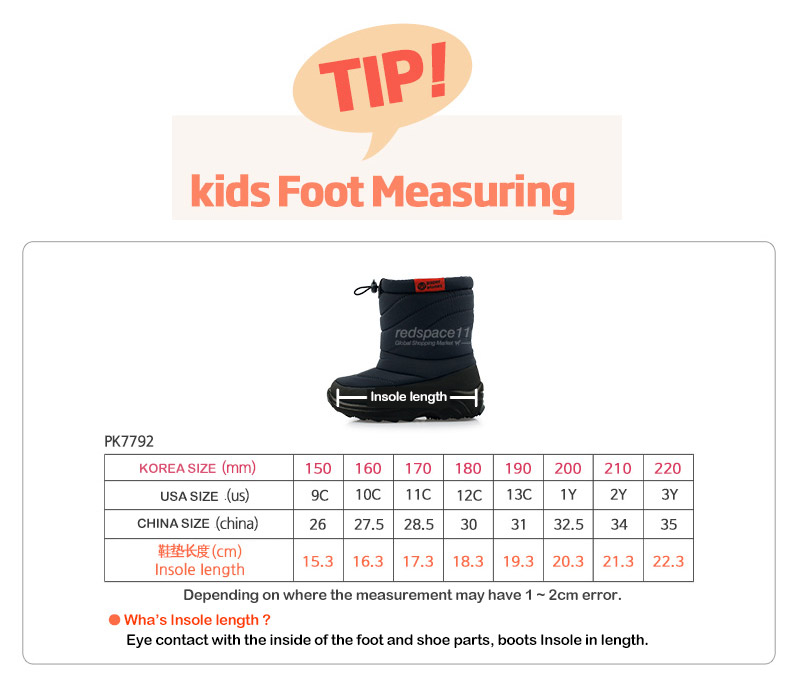 TIP!
kids Foot Measuring
redspace11
Global Shopping Market
Insole length
PK7792
KOREA SIZE (mm) 150 160 170 180 190 200 210 220
USA SIZE .(us) 9C 10C 11C 12C 13C 1Y 2Y 3Y
CHINA SIZE (china) 26 27.5 28.5 30 31 32.5 34 35
鞋垫长度(cm)
Insole length 15.3 16.3 17.3 18.3 19.3 20.3 21.3 22.3
Depending on where the measurement may have 1 ~ 2cm error.
Wha's Insole length ?
Eye contact with the inside of the foot and shoe parts, boots Insole in length.